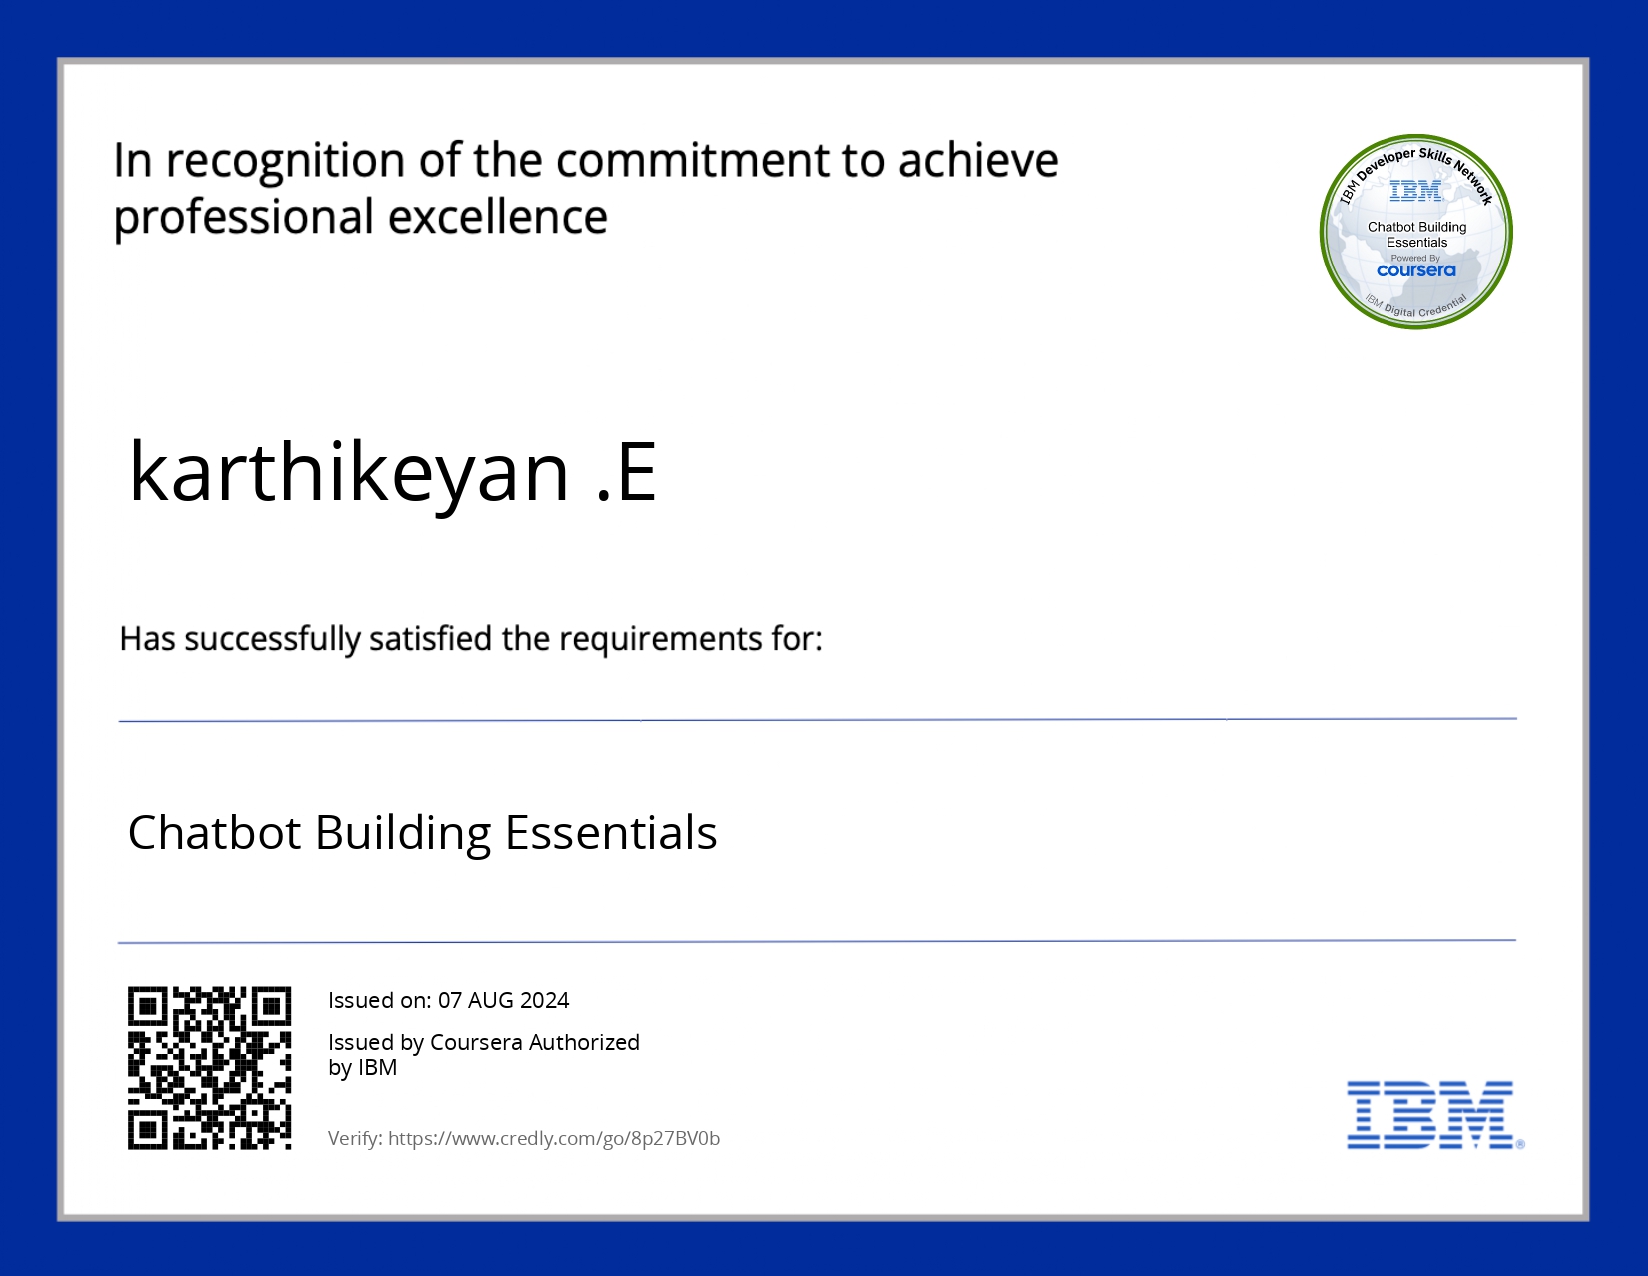 In recognition of the commitment to achieve
professional excellence
IBM Developer Skills Network
IBM
Chatbot Building
Essentials
Powered By
coursera
IBM Digital Credential
karthikeyan .E
Has successfully satisfied the requirements for:
Chatbot Building Essentials
Issued on: 07 AUG 2024
Issued by Coursera Authorized
by IBM
Verify: https://www.credly.com/go/8p27BV0b
IBM®